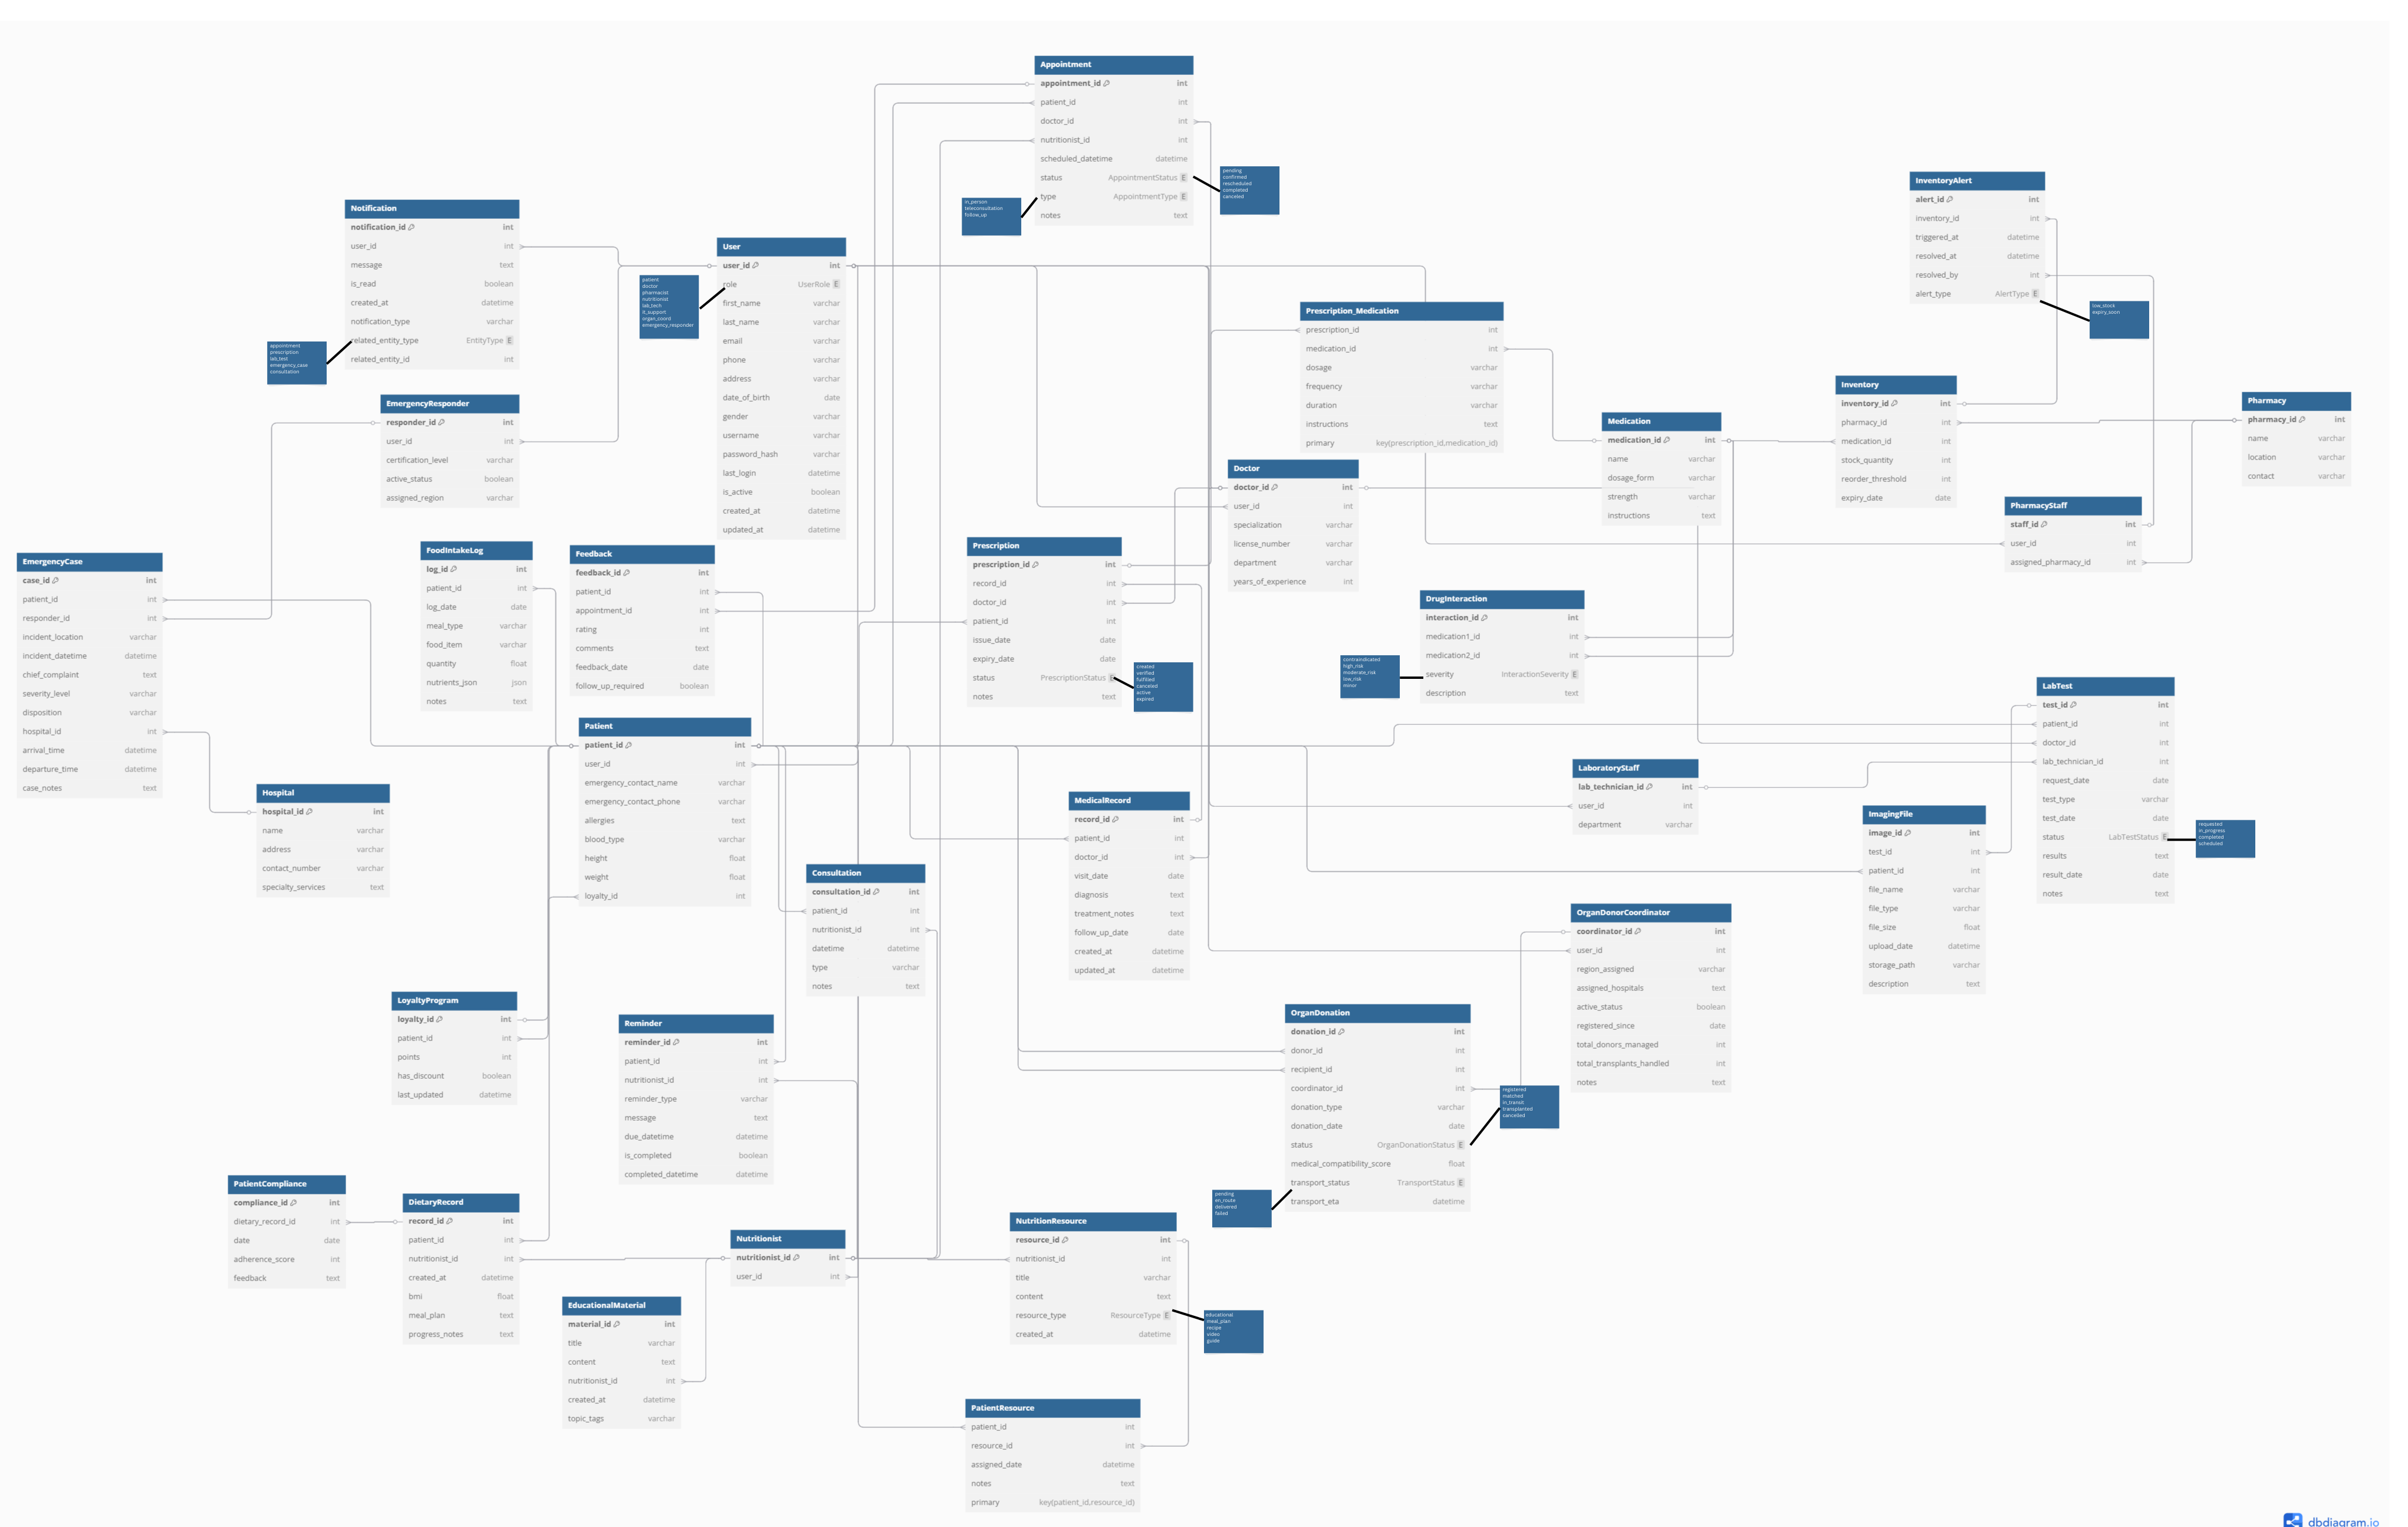 Appointment
appointment_id int
patient_id int
doctor_id int
nutritionist_id int
scheduled_datetime datetime
status AppointmentStatus E
type AppointmentType E
notes text
pending
confirmed
rescheduled
completed
canceled
in_person
teleconsultation
follow_up
InventoryAlert
alert_id int
inventory_id int
triggered_at datetime
resolved_at datetime
resolved_by int
alert_type AlertType E
low_stock
expiry_soon
Notification
notification_id int
user_id int
message text
is_read boolean
created_at datetime
notification_type varchar
related_entity_type EntityType E
related_entity_id int
appointment
prescription
lab_test
emergency_case
consultation
User
user_id int
role UserRole E
first_name varchar
last_name varchar
email varchar
phone varchar
address varchar
date_of_birth date
gender varchar
username varchar
password_hash varchar
last_login datetime
is_active boolean
created_at datetime
updated_at datetime
patient
doctor
pharmacist
nutritionist
lab_tech
it_support
organ_coord
emergency_responder
Prescription_Medication
prescription_id int
medication_id int
dosage varchar
frequency varchar
duration varchar
instructions text
primary key(prescription_id,medication_id)
Inventory
inventory_id int
pharmacy_id int
medication_id int
stock_quantity int
reorder_threshold int
expiry_date date
Pharmacy
pharmacy_id int
name varchar
location varchar
contact varchar
EmergencyResponder
responder_id int
user_id int
certification_level varchar
active_status boolean
assigned_region varchar
Medication
medication_id int
name varchar
dosage_form varchar
strength varchar
instructions text
Doctor
doctor_id int
user_id int
specialization varchar
license_number varchar
department varchar
years_of_experience int
PharmacyStaff
staff_id int
user_id int
assigned_pharmacy_id int
EmergencyCase
case_id int
patient_id int
responder_id int
incident_location varchar
incident_datetime datetime
chief_complaint text
severity_level varchar
disposition varchar
hospital_id int
arrival_time datetime
departure_time datetime
case_notes text
FoodIntakeLog
log_id int
patient_id int
log_date date
meal_type varchar
food_item varchar
quantity float
nutrients_json json
notes text
Feedback
feedback_id int
patient_id int
appointment_id int
rating int
comments text
feedback_date date
follow_up_required boolean
Prescription
prescription_id int
record_id int
doctor_id int
patient_id int
issue_date date
expiry_date date
status PrescriptionStatus E
notes text
created
verified
fulfilled
canceled
active
expired
DrugInteraction
interaction_id int
medication1_id int
medication2_id int
severity InteractionSeverity E
description text
contraindicated
high_risk
moderate_risk
low_risk
minor
LabTest
test_id int
patient_id int
doctor_id int
lab_technician_id int
request_date date
test_type varchar
test_date date
status LabTestStatus E
results text
result_date date
notes text
requested
in_progress
completed
scheduled
Patient
patient_id int
user_id int
emergency_contact_name varchar
emergency_contact_phone varchar
allergies text
blood_type varchar
height float
weight float
loyalty_id int
LaboratoryStaff
lab_technician_id int
user_id int
department varchar
Hospital
hospital_id int
name varchar
address varchar
contact_number varchar
specialty_services text
MedicalRecord
record_id int
patient_id int
doctor_id int
visit_date date
diagnosis text
treatment_notes text
follow_up_date date
created_at datetime
updated_at datetime
ImagingFile
image_id int
test_id int
patient_id int
file_name varchar
file_type varchar
file_size float
upload_date datetime
storage_path varchar
description text
Consultation
consultation_id int
patient_id int
nutritionist_id int
datetime datetime
type varchar
notes text
OrganDonorCoordinator
coordinator_id int
user_id int
region_assigned varchar
assigned_hospitals text
active_status boolean
registered_since date
total_donors_managed int
total_transplants_handled int
notes text
LoyaltyProgram
loyalty_id int
patient_id int
points int
has_discount boolean
last_updated datetime
Reminder
reminder_id int
patient_id int
nutritionist_id int
reminder_type varchar
message text
due_datetime datetime
is_completed boolean
completed_datetime datetime
OrganDonation
donation_id int
donor_id int
recipient_id int
coordinator_id int
donation_type varchar
donation_date date
status OrganDonationStatus E
medical_compatibility_score float
transport_status TransportStatus E
transport_eta datetime
registered
matched
in_transit
transplanted
cancelled
pending
en_route
delivered
failed
PatientCompliance
compliance_id int
dietary_record_id int
date date
adherence_score int
feedback text
DietaryRecord
record_id int
patient_id int
nutritionist_id int
created_at datetime
bmi float
meal_plan text
progress_notes text
Nutritionist
nutritionist_id int
user_id int
NutritionResource
resource_id int
nutritionist_id int
title varchar
content text
resource_type ResourceType E
created_at datetime
educational
meal_plan
recipe
video
guide
EducationalMaterial
material_id int
title varchar
content text
nutritionist_id int
created_at datetime
topic_tags varchar
PatientResource
patient_id int
resource_id int
assigned_date datetime
notes text
primary key(patient_id,resource_id)
dbdiagram.io